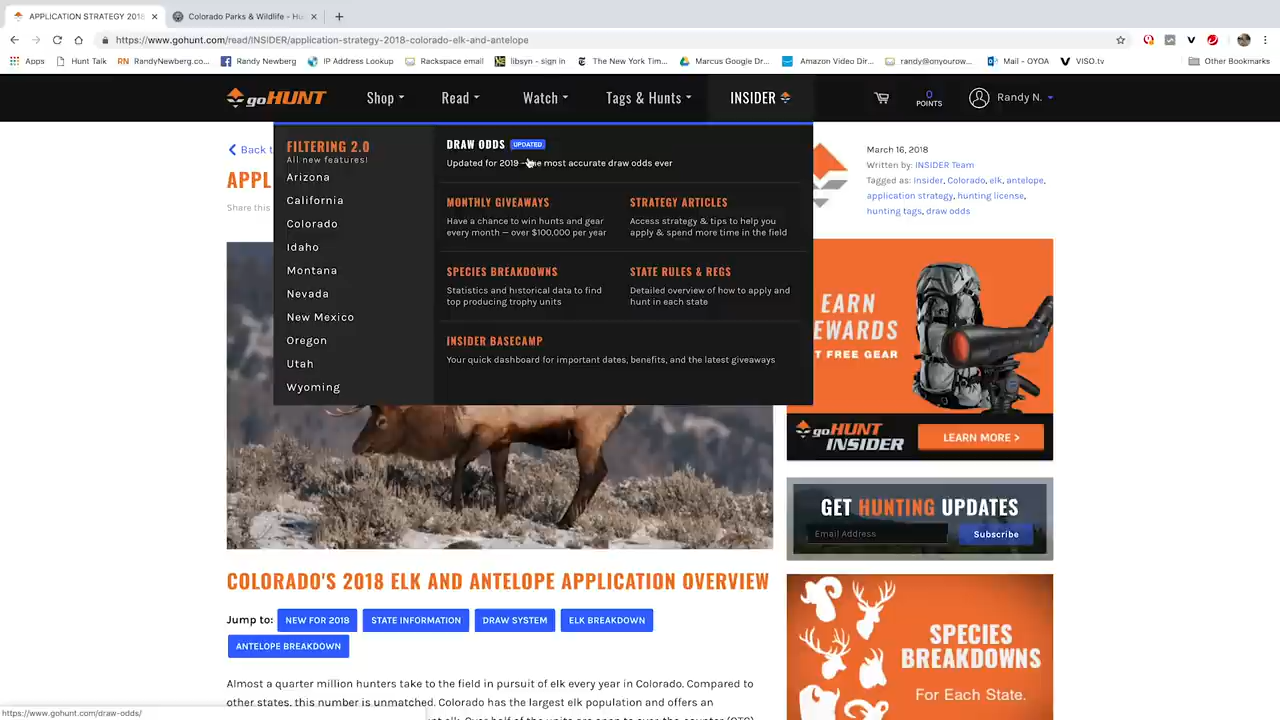 APPLICATION STRATEGY 2018
Colorado Parks & Wildlife - Hu
https://www.gohunt.com/read/INSIDER/application-strategy-2018-colorado-elk-and-antelope
Apps
Hunt Talk
RN
RandyNewberg.co...
Randy Newberg
IP Address Lookup
Rackspace email
libsyn - sign in
The New York Tim...
Marcus Google Dr...
Amazon Video Dir...
randy@onyourow...
Mail – OYOA
VISO.tv
Other Bookmarks
goHUNT
Shop
Read
Watch
Tags & Hunts
INSIDER
0
POINTS
Randy N.
Back t
APPL
Share this
FILTERING 2.0
All new features!
Arizona
California
Colorado
Idaho
Montana
Nevada
New Mexico
Oregon
Utah
Wyoming
DRAW ODDS UPDATED
Updated for 2019 most accurate draw odds ever
MONTHLY GIVEAWAYS
Have a chance to win hunts and gear
every month — over $100,000 per year
STRATEGY ARTICLES
Access strategy & tips to help you
apply & spend more time in the field
SPECIES BREAKDOWNS
Statistics and historical data to find
top producing trophy units
STATE RULES & REGS
Detailed overview of how to apply and
hunt in each state
INSIDER BASECAMP
Your quick dashboard for important dates, benefits, and the latest giveaways
March 16, 2018
Written by: INSIDER Team
Tagged as: insider, Colorado, elk, antelope,
application strategy, hunting license,
hunting tags, draw odds
EARN
EWARDS
T FREE GEAR
goHUNT
INSIDER
LEARN MORE >
GET HUNTING UPDATES
Email Address
Subscribe
SPECIES
BREAKDOWNS
For Each State.
COLORADO'S 2018 ELK AND ANTELOPE APPLICATION OVERVIEW
Jump to: NEW FOR 2018 STATE INFORMATION DRAW SYSTEM ELK BREAKDOWN
ANTELOPE BREAKDOWN
Almost a quarter million hunters take to the field in pursuit of elk every year in Colorado. Compared to
other states, this number is unmatched. Colorado has the largest elk population and offers an
https://www.gohunt.com/draw-odds/